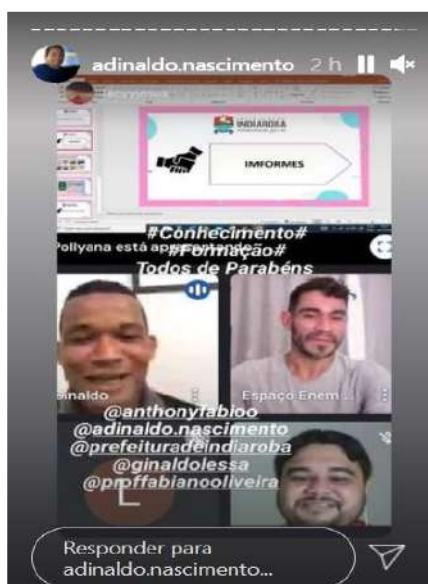 adinaldo.nascimento 2 h
INDIAROBA
IMFORMES
#Conhecimento#
Pollyana está apresentando
#Formação#
Todos de Parabéns
Espaço Enem ...
@anthonyfabioo
@adinaldo.nascimento
@prefeituradeindiaroba
@ginaldolessa
@proffabianooliveira
L
Responder para
adinaldo.nascimento...